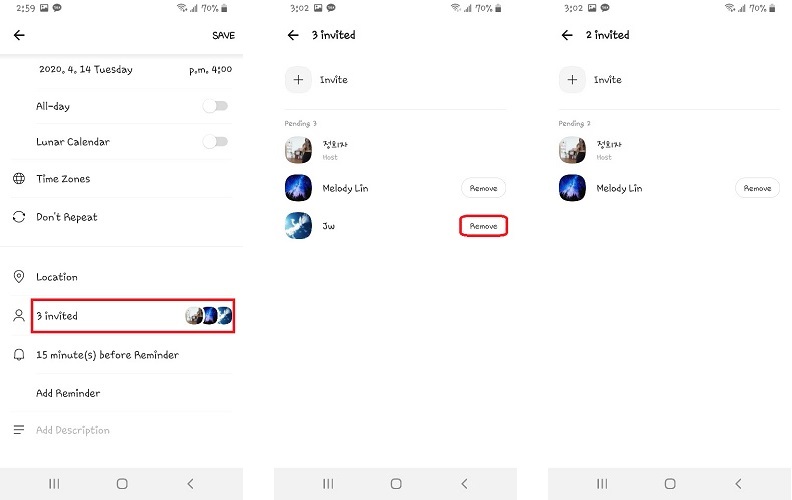 2:59 70%
SAVE
2020. 4. 14 Tuesday p.m. 4:00
All-day
Lunar Calendar
Time Zones
Don't Repeat
Location
3 invited
15 minute(s) before Reminder
Add Reminder
Add Description
3:02 70%
3 invited
Invite
Pending 3
정회자
Host
Melody Lin Remove
Jw Remove
3:02 70%
2 invited
Invite
Pending 2
정회자
Host
Melody Lin Remove